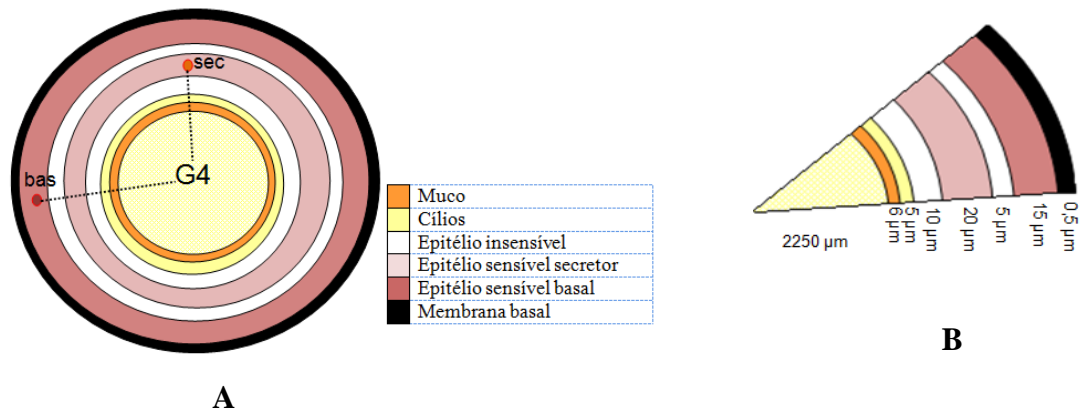 sec
G4
bas
Muco
Cílios
Epitélio insensível
Epitélio sensível secretor
Epitélio sensível basal
Membrana basal
A
2250 µm
6 µm
5 µm
10 µm
20 µm
5 µm
15 µm
0,5 µm
B